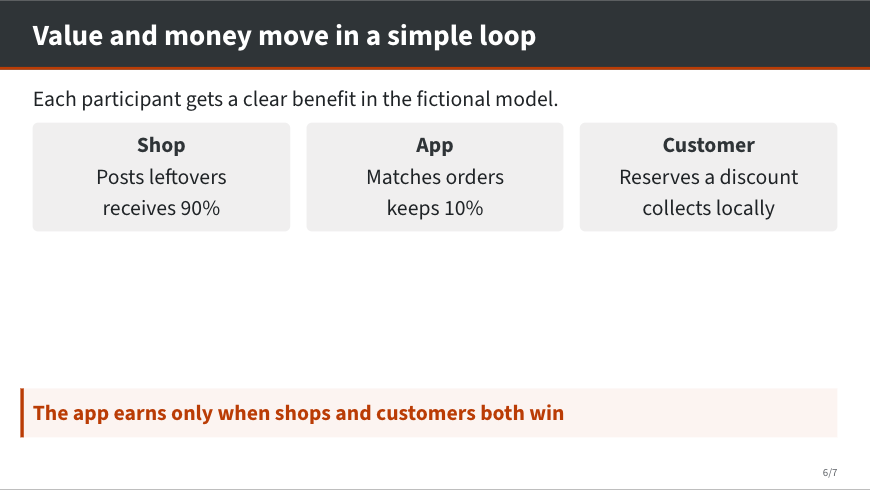 Value and money move in a simple loop
Each participant gets a clear benefit in the fictional model.
Shop
Posts leftovers
receives 90%
App
Matches orders
keeps 10%
Customer
Reserves a discount
collects locally
The app earns only when shops and customers both win
6/7